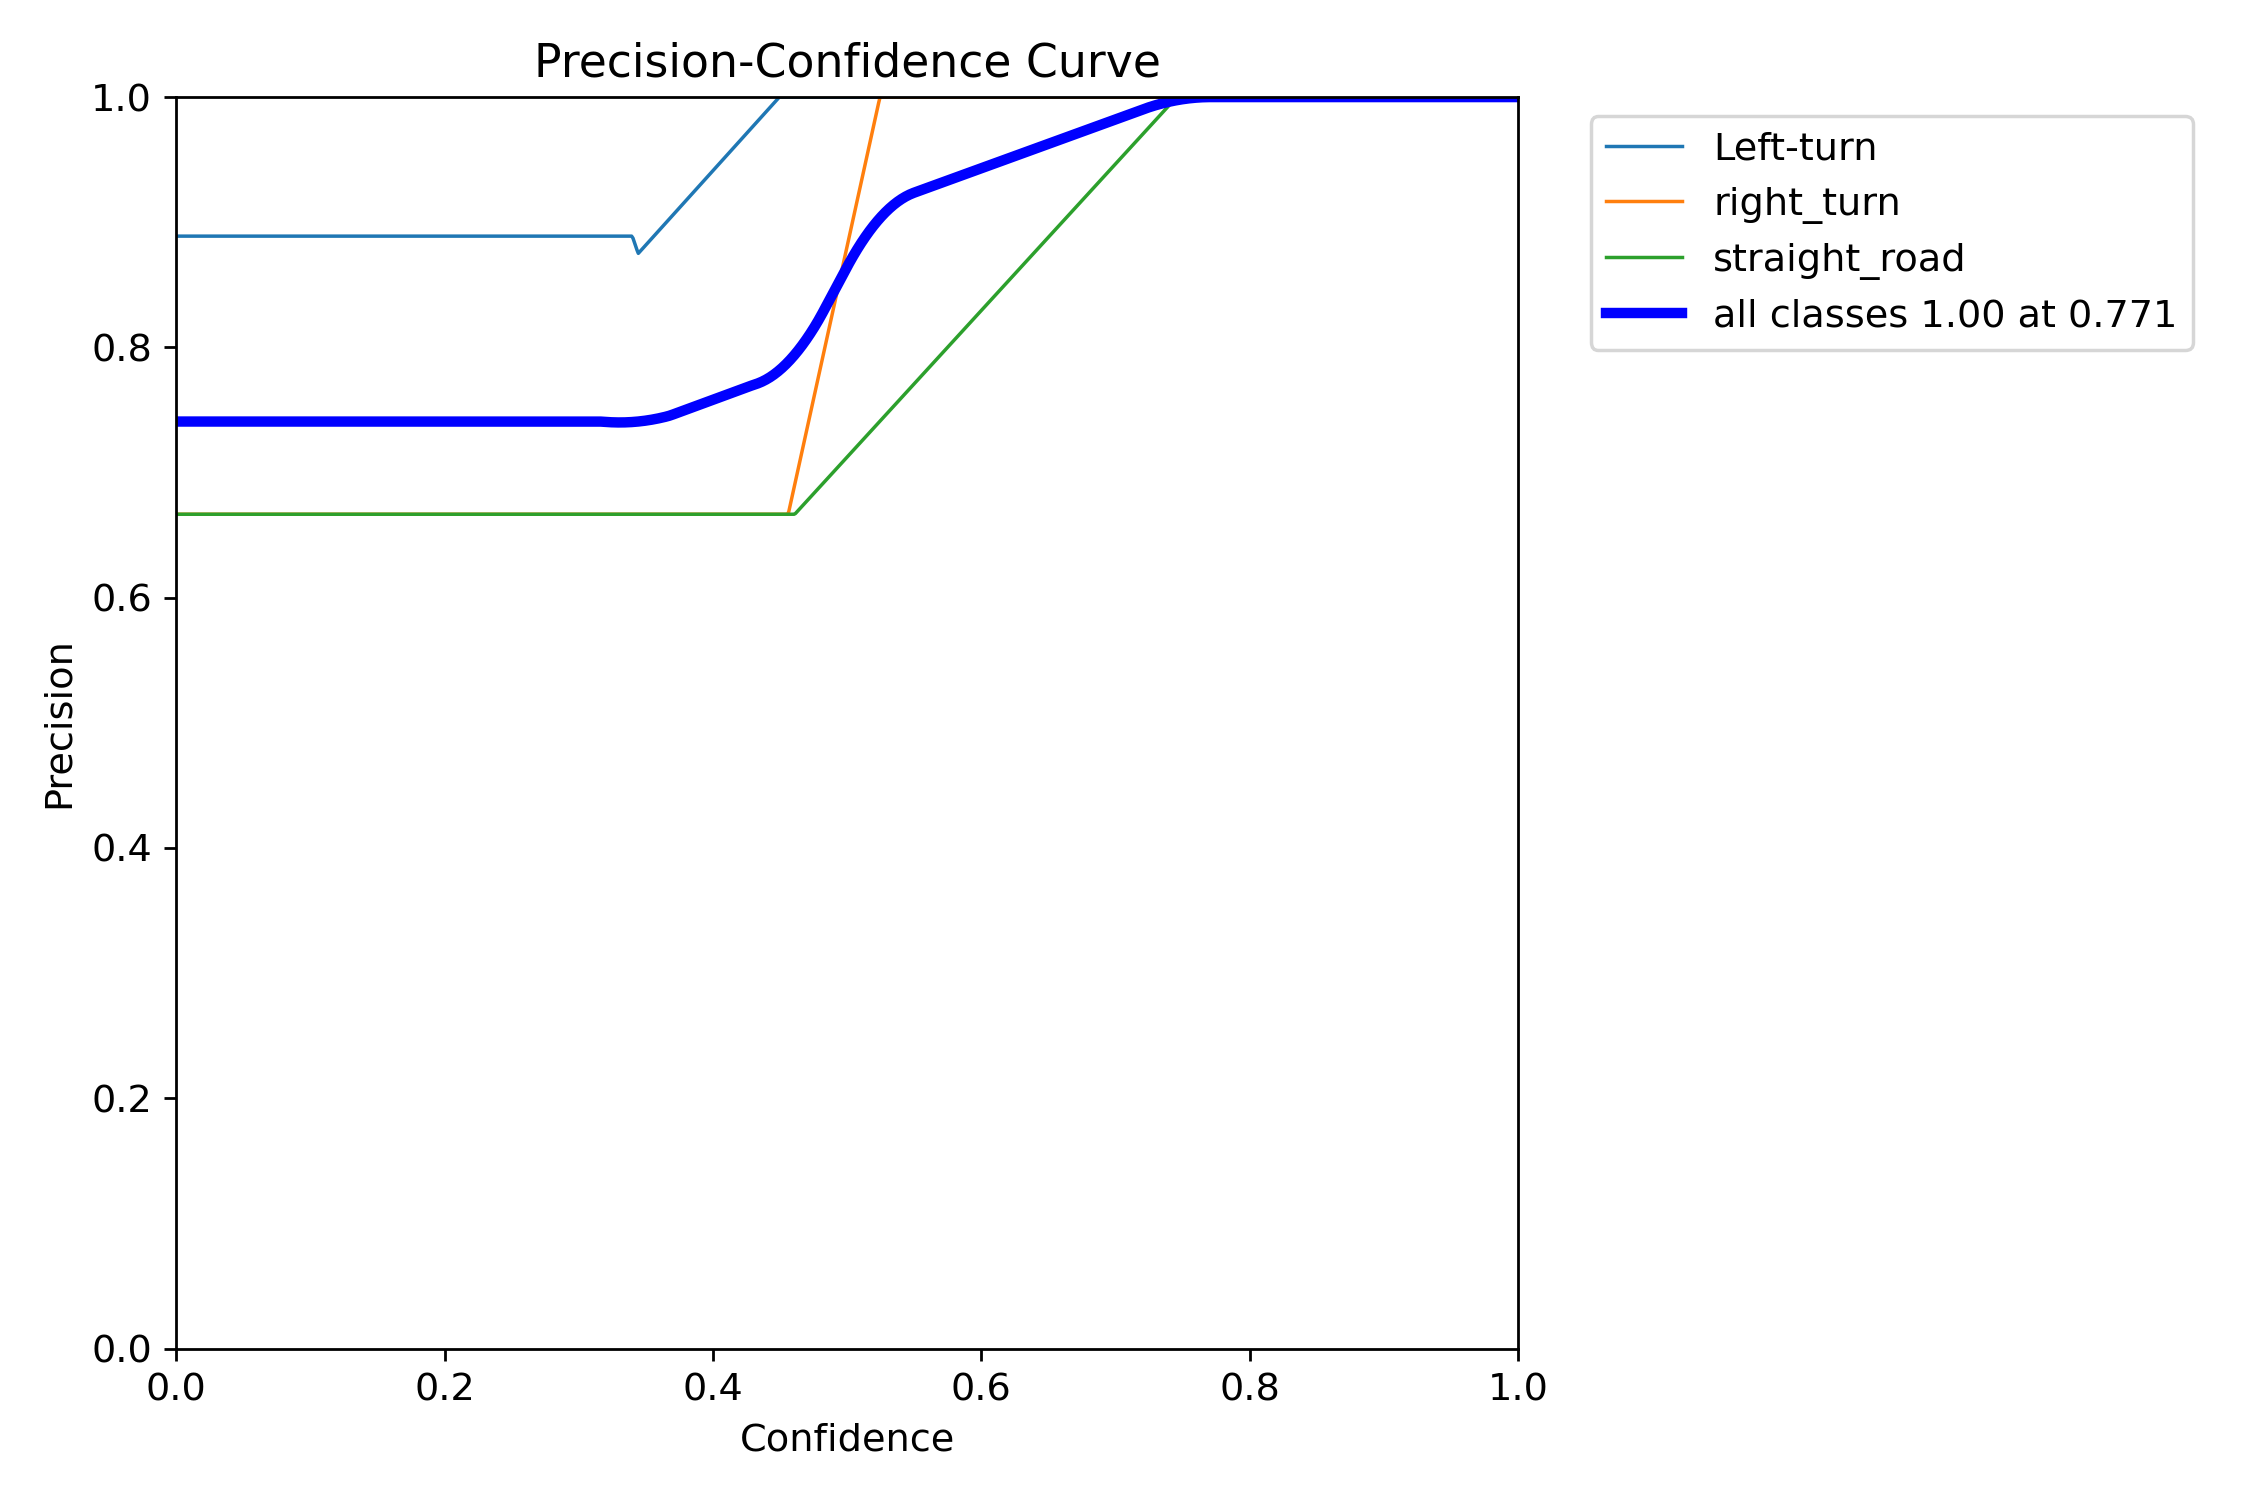 Precision-Confidence Curve
1.0
0.8
0.6
0.4
0.2
0.0
Precision
0.0 0.2 0.4 0.6 0.8 1.0
Confidence
Left-turn
right_turn
straight_road
all classes 1.00 at 0.771